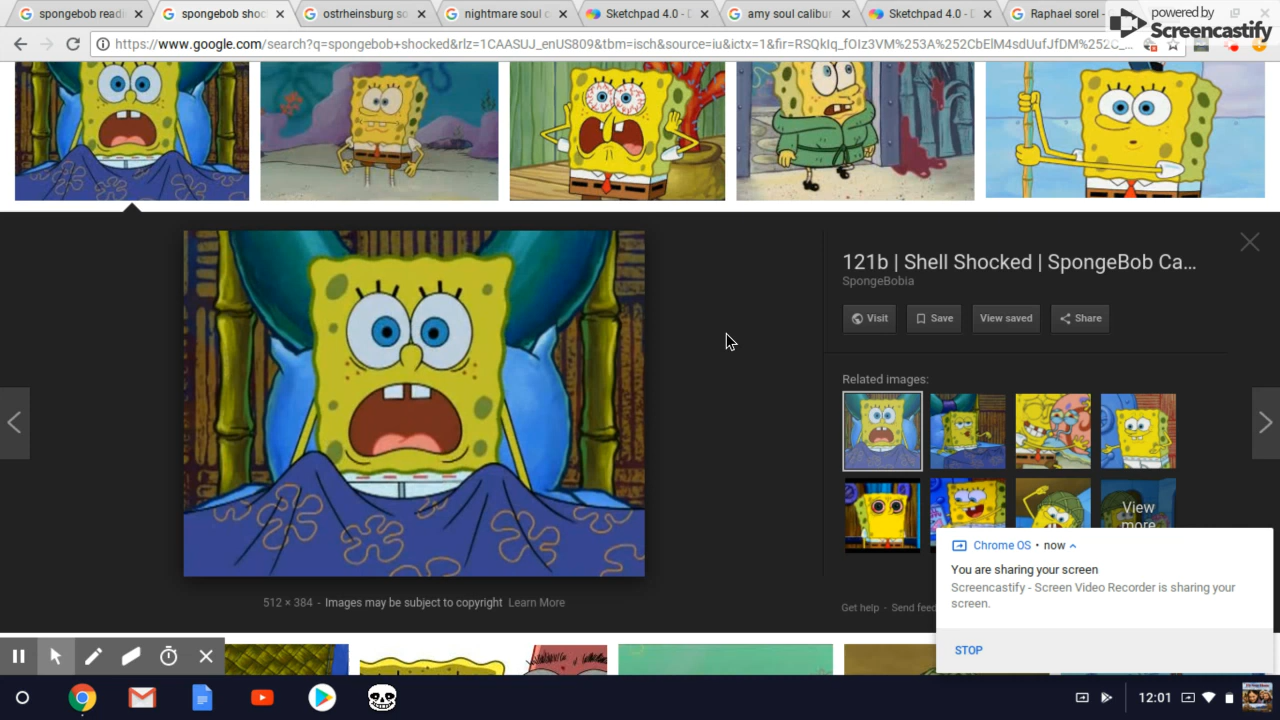 spongebob readi
spongebob shoc
ostrheinsburg so
nightmare soul c
Sketchpad 4.0 - D
amy soul calibur
Sketchpad 4.0 - D
Raphael sorel -
powered by
Screencastify
https://www.google.com/search?q=spongebob+shocked&rlz=1CAASUJ_enUS809&tbm=isch&source=iu&ictx=1&fir=RSQkIq_fOIz3VM%253A%252CbElM4sdUufJfDM%252C_…
121b | Shell Shocked | SpongeBob Ca...
SpongeBobia
Visit
Save
View saved
Share
Related images:
View
more
Chrome OS • now
You are sharing your screen
Screencastify - Screen Video Recorder is sharing your
screen.
STOP
512 × 384 - Images may be subject to copyright Learn More
Get help - Send feed
12:01